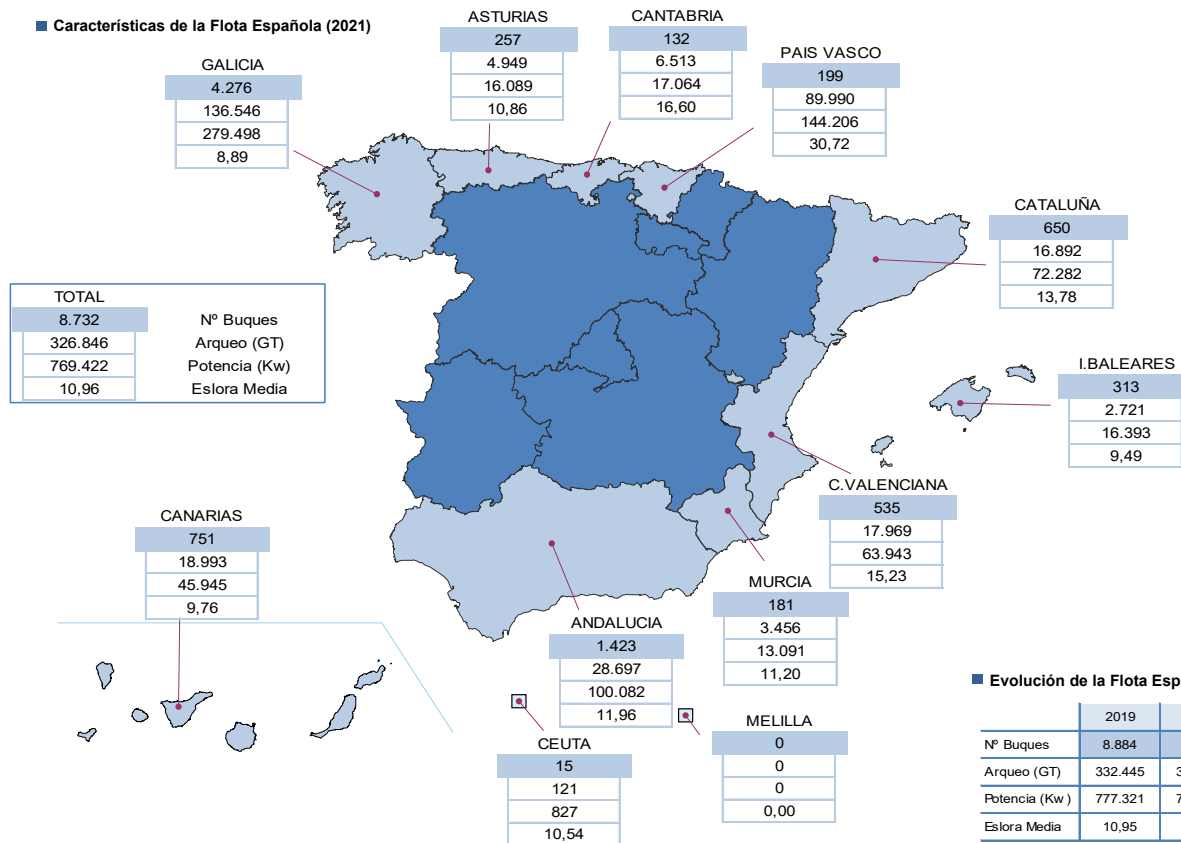 Características de la Flota Española (2021)
ASTURIAS
257
4.949
16.089
10,86
CANTABRIA
132
6.513
17.064
16,60
PAIS VASCO
199
89.990
144.206
30,72
GALICIA
4.276
136.546
279.498
8,89
CATALUÑA
650
16.892
72.282
13,78
TOTAL
8.732 Nº Buques
326.846 Arqueo (GT)
769.422 Potencia (Kw)
10,96 Eslora Media
I.BALEARES
313
2.721
16.393
9,49
C.VALENCIANA
535
17.969
63.943
15,23
CANARIAS
751
18.993
45.945
9,76
MURCIA
181
3.456
13.091
11,20
ANDALUCIA
1.423
28.697
100.082
11,96
CEUTA
15
121
827
10,54
MELILLA
0
0
0
0,00
Evolución de la Flota Esp
2019
Nº Buques 8.884
Arqueo (GT) 332.445 3
Potencia (Kw) 777.321 7
Eslora Media 10,95